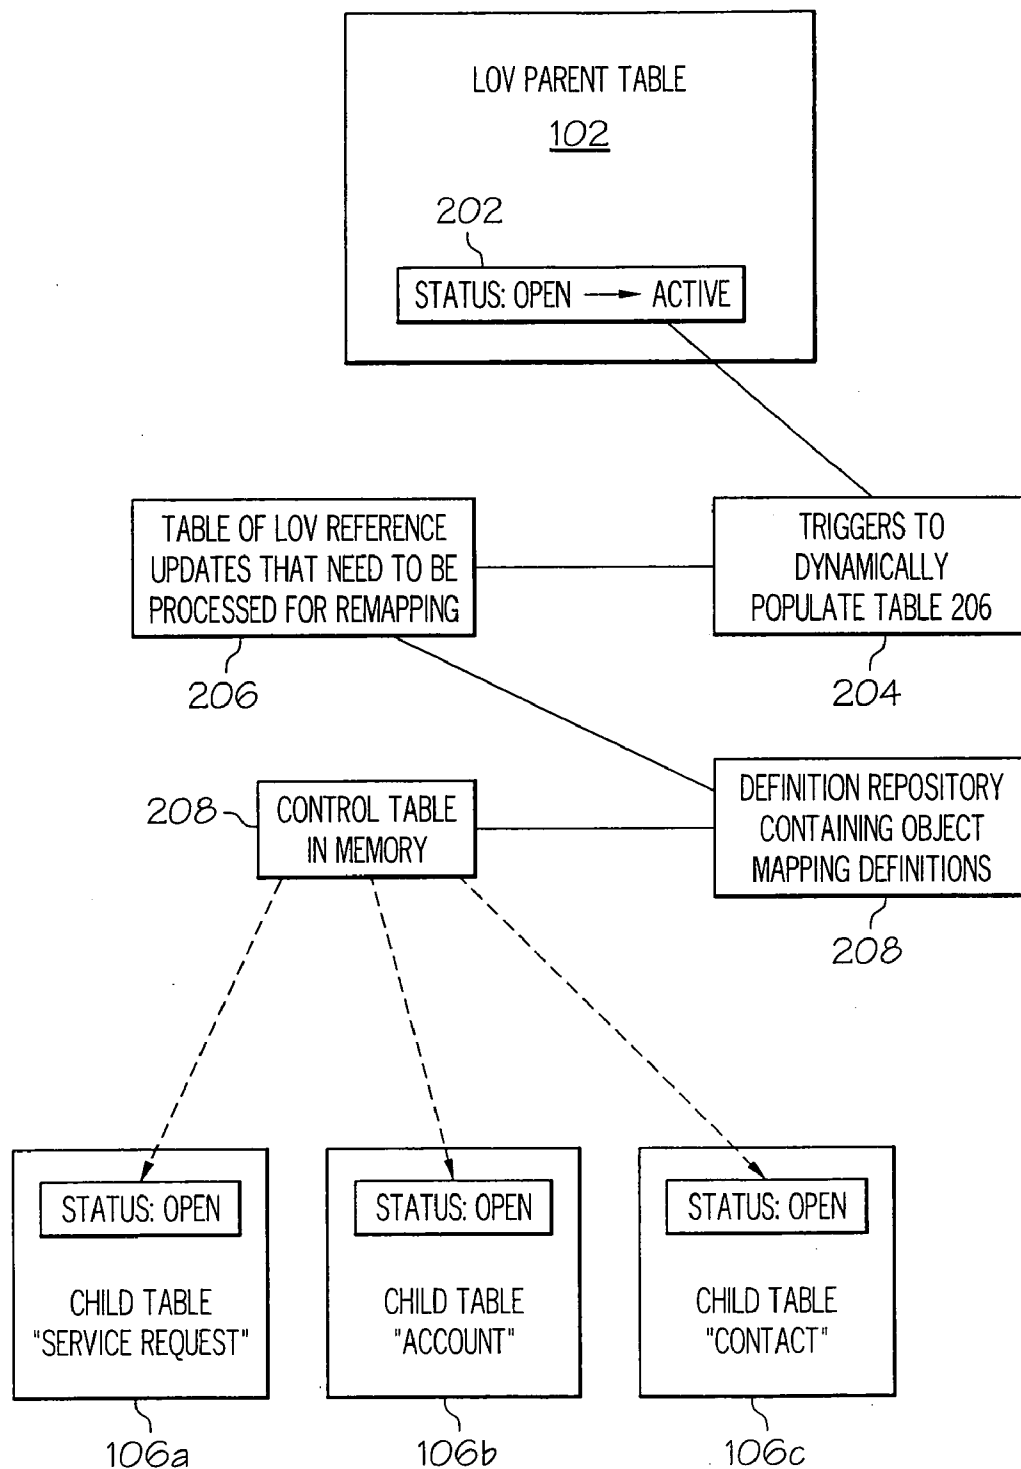 LOV PARENT TABLE
102
202
STATUS: OPEN → ACTIVE
TABLE OF LOV REFERENCE
UPDATES THAT NEED TO BE
PROCESSED FOR REMAPPING
206
TRIGGERS TO
DYNAMICALLY
POPULATE TABLE 206
204
208
CONTROL TABLE
IN MEMORY
DEFINITION REPOSITORY
CONTAINING OBJECT
MAPPING DEFINITIONS
208
STATUS: OPEN
CHILD TABLE
"SERVICE REQUEST"
106a
STATUS: OPEN
CHILD TABLE
"ACCOUNT"
106b
STATUS: OPEN
CHILD TABLE
"CONTACT"
106c